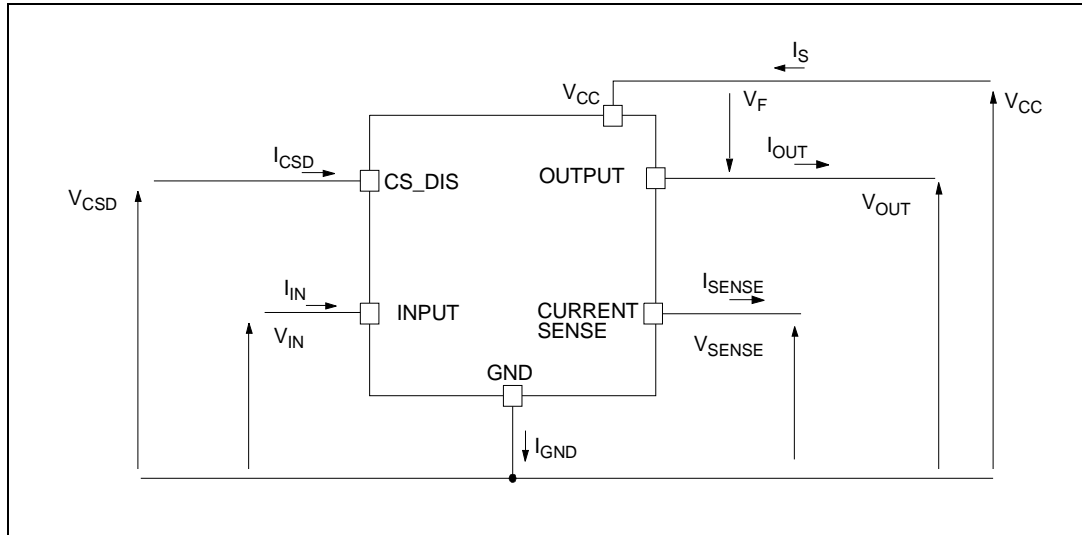 I_S
V_CC
V_F
V_CC
I_OUT
I_CSD
CS_DIS
OUTPUT
V_CSD
V_OUT
I_IN
I_SENSE
INPUT
CURRENT
SENSE
V_IN
V_SENSE
GND
I_GND